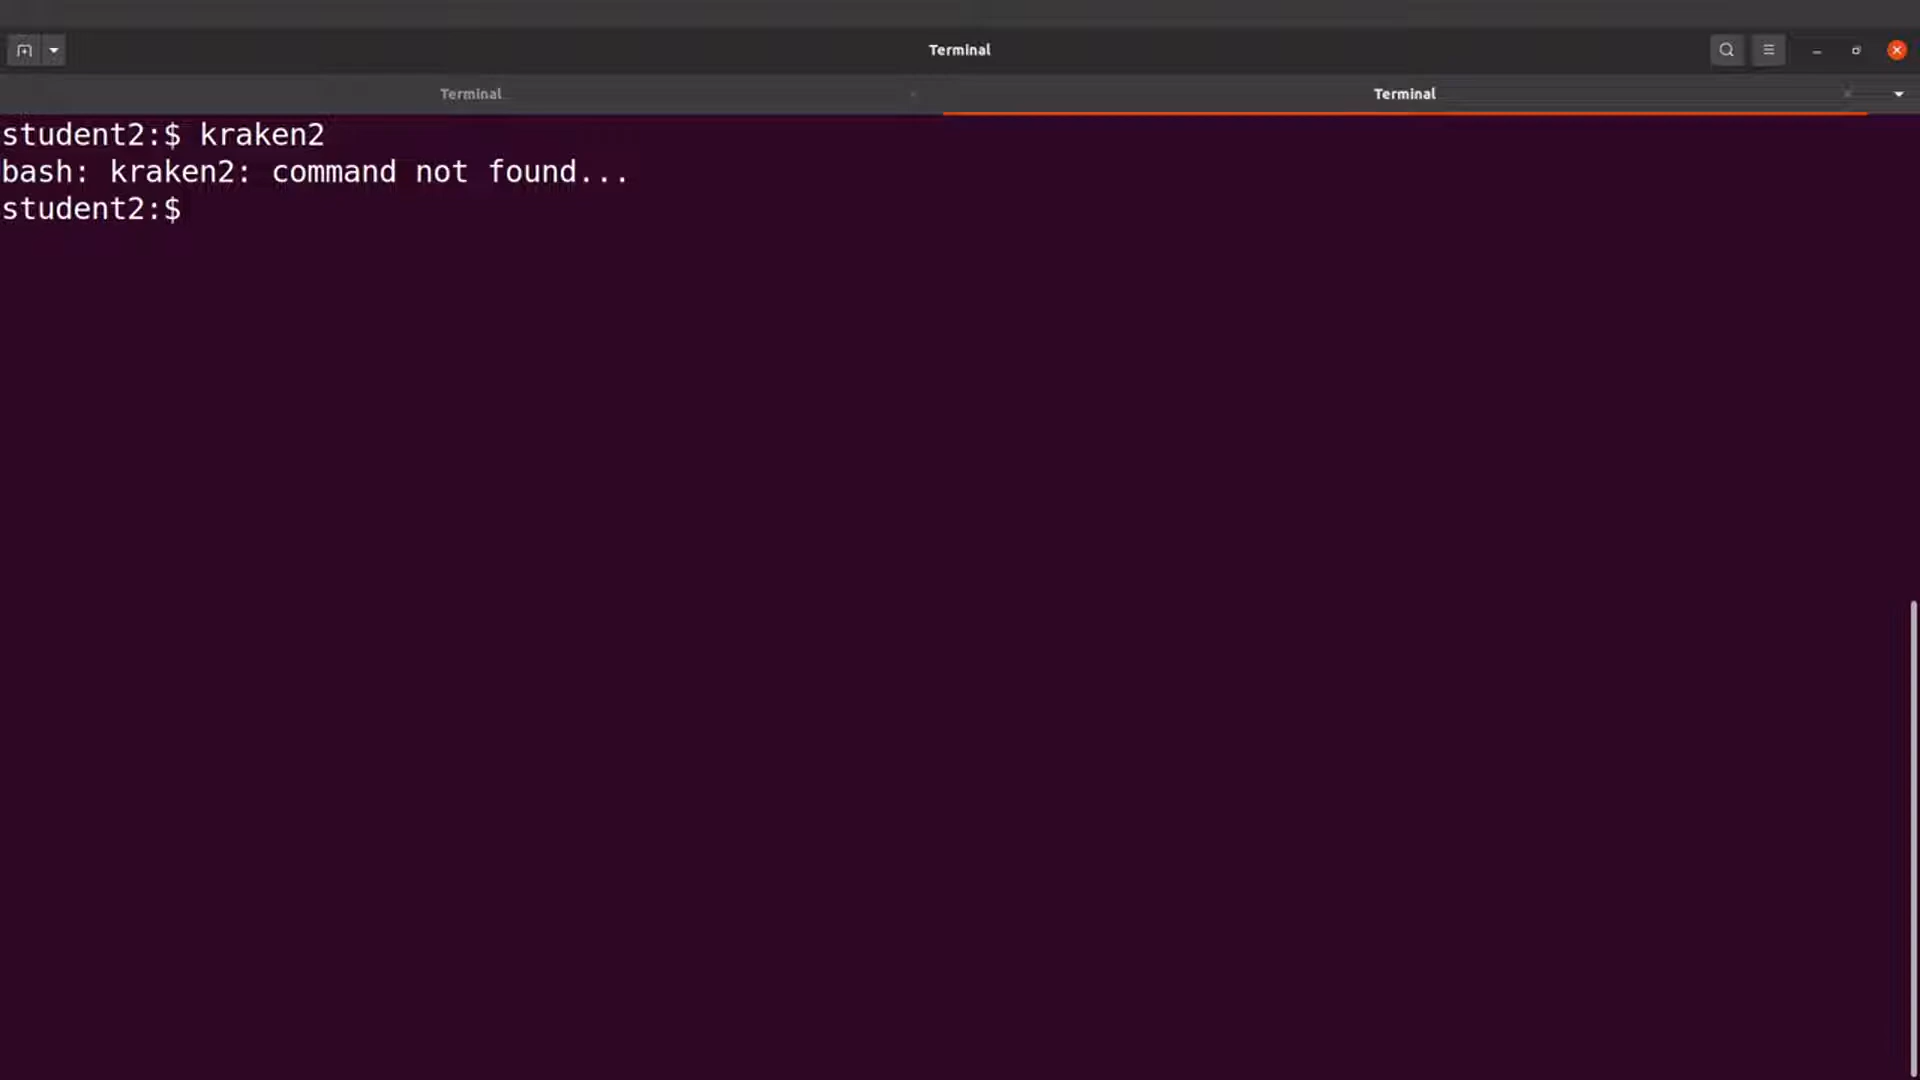 Terminal
Terminal
Terminal
student2:$ kraken2
bash: kraken2: command not found...
student2:$